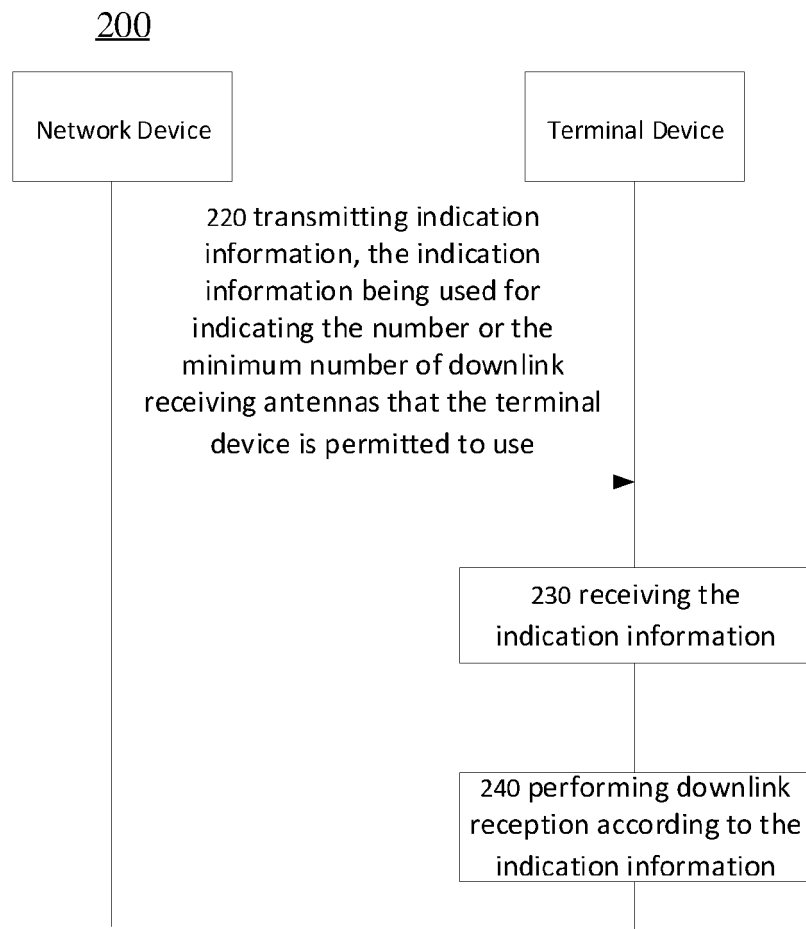 200
Network Device
Terminal Device
220 transmitting indication
information, the indication
information being used for
indicating the number or the
minimum number of downlink
receiving antennas that the terminal
device is permitted to use
230 receiving the
indication information
240 performing downlink
reception according to the
indication information